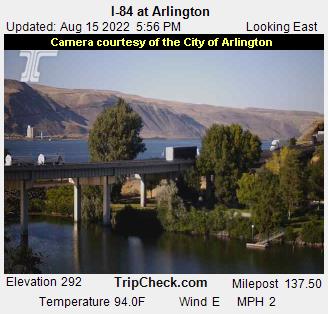 I-84 at Arlington
Updated: Aug 15 2022 5:56 PM Looking East
Camera courtesy of the City of Arlington
Elevation 292 TripCheck.com Milepost 137.50
Temperature 94.0F Wind E MPH 2